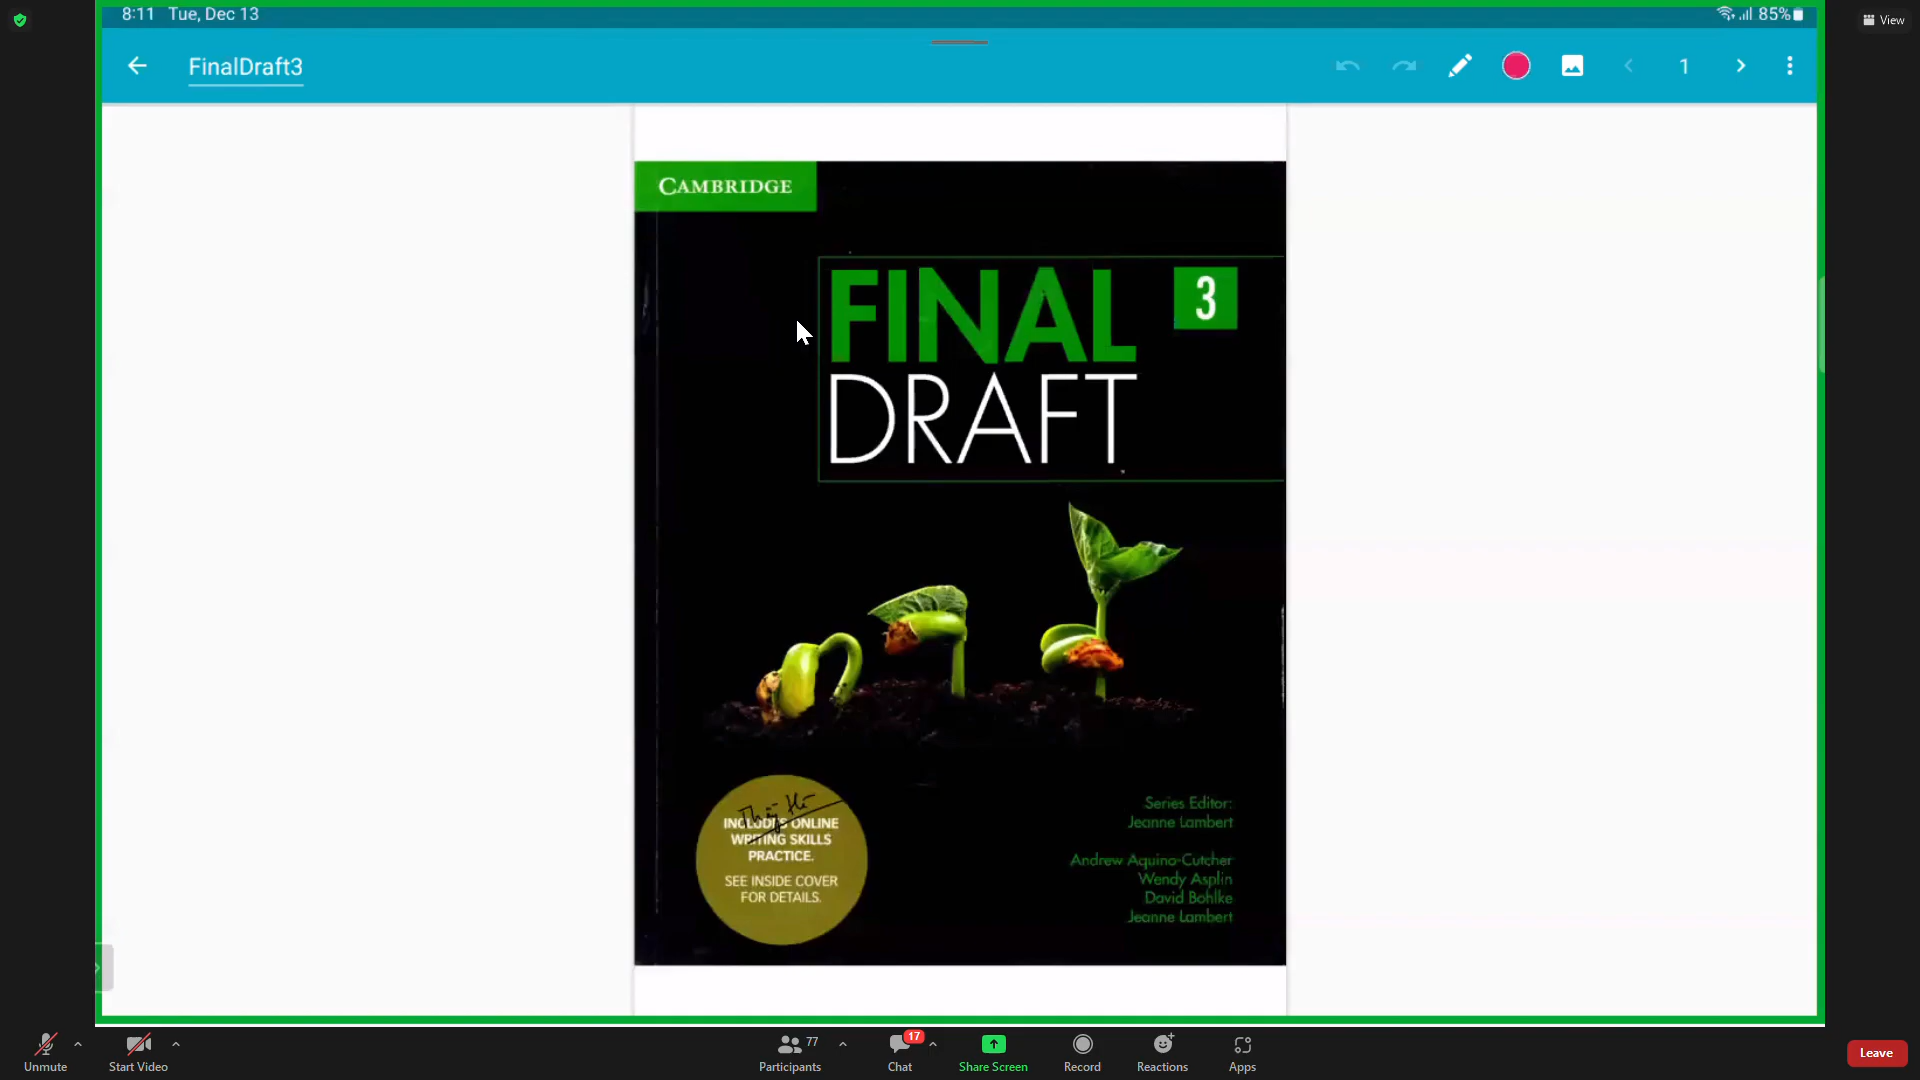 8:11 Tue, Dec 13
85%
View
FinalDraft3
1
CAMBRIDGE
FINAL 3
DRAFT
INCLUDES ONLINE
WRITING SKILLS
PRACTICE.
SEE INSIDE COVER
FOR DETAILS.
Series Editor:
Jeanne Lambert
Andrew Aquino-Cutcher
Wendy Asplin
David Bohlke
Jeanne Lambert
Unmute
Start Video
77
Participants
17
Chat
Share Screen
Record
Reactions
Apps
Leave